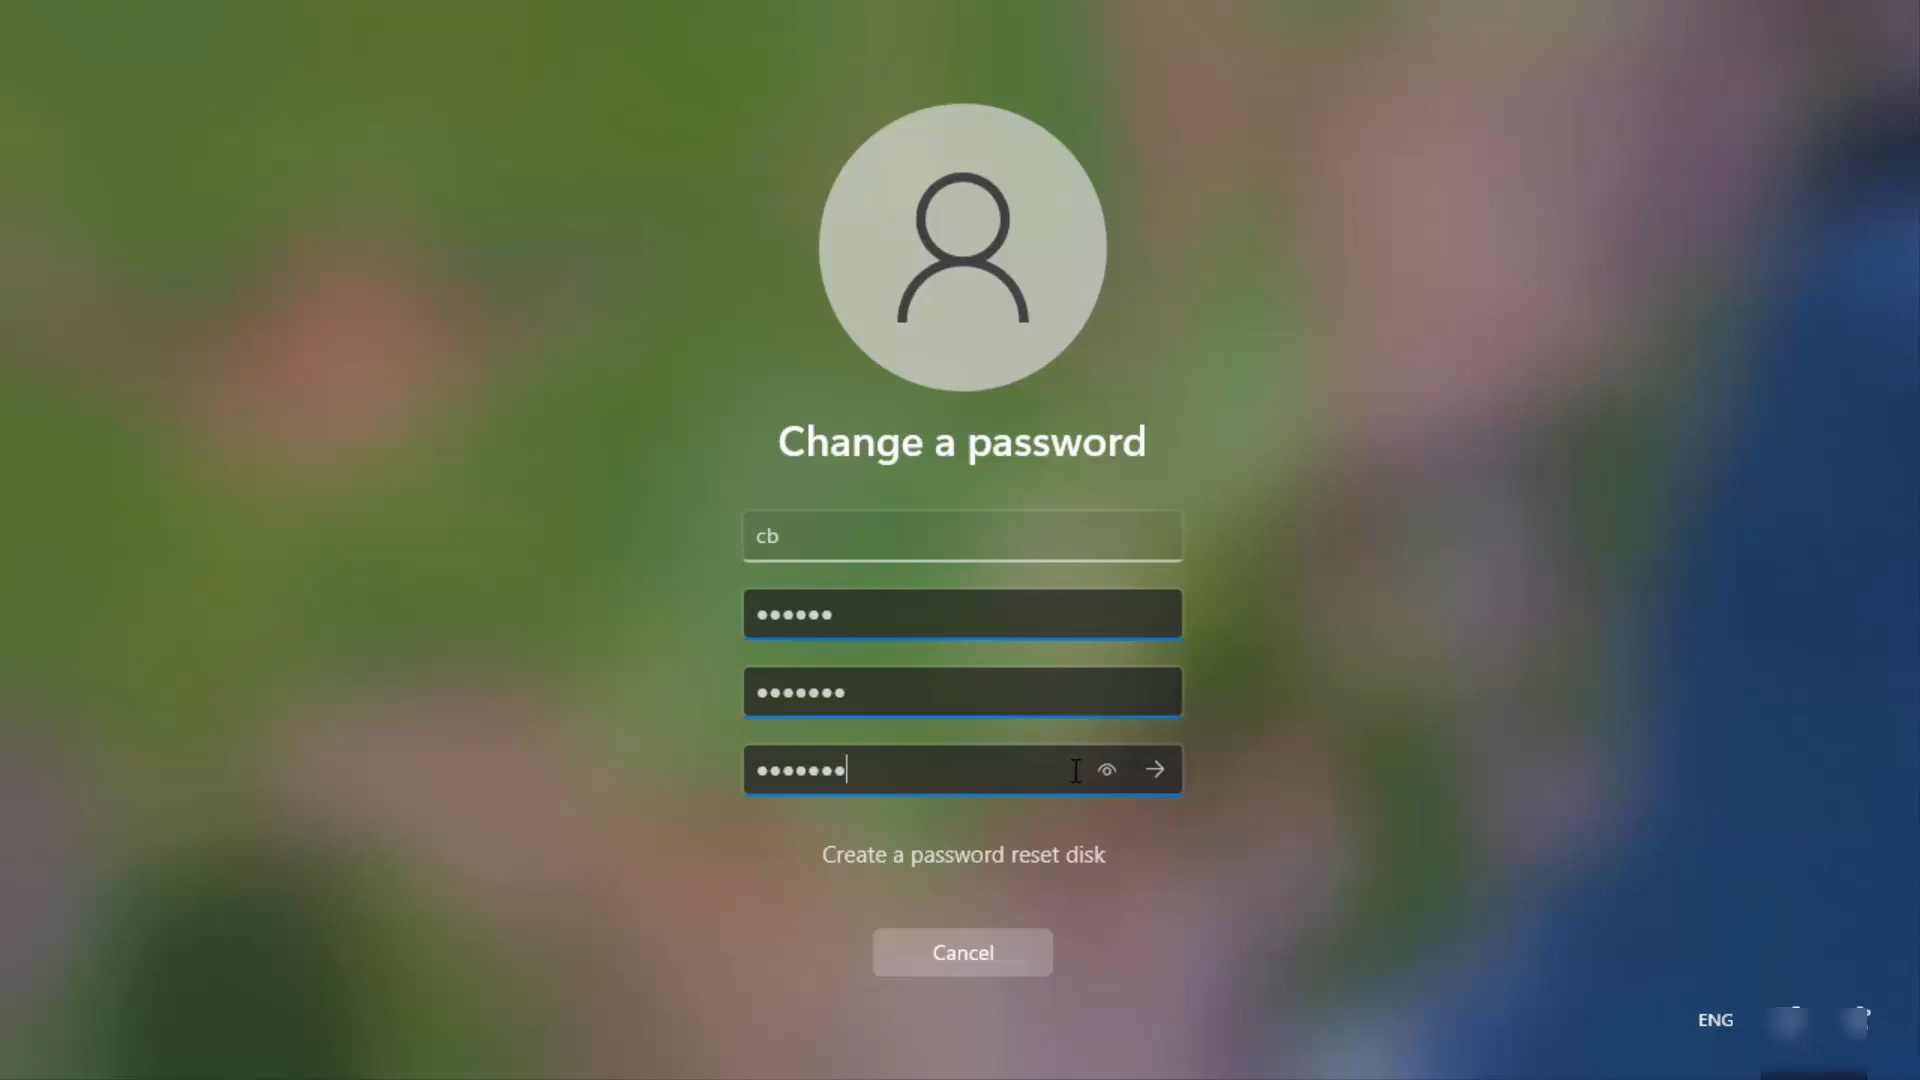 Change a password
cb
••••••
•••••••
•••••••
Create a password reset disk
Cancel
ENG